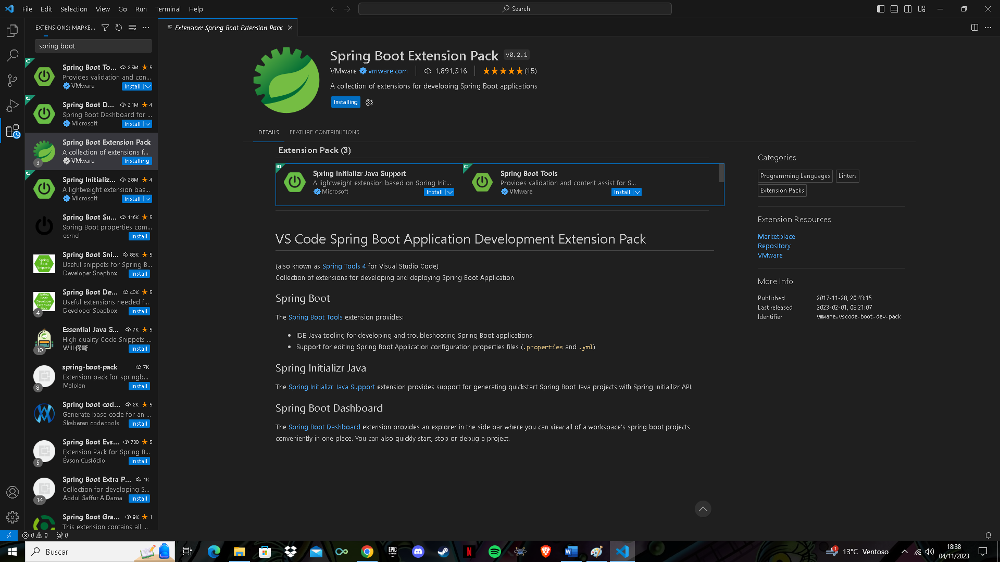 File Edit Selection View Go Run Terminal Help
Search
EXTENSIONS: MARKE...
Extension: Spring Boot Extension Pack
spring boot
Spring Boot To... 2.5M 5
Provides validation and con...
VMware Install
Spring Boot D... 2.1M 4
Spring Boot Dashboard for ...
Microsoft Install
Spring Boot Extension Pack
A collection of extensions f...
3 VMware Installing
Spring Initializ... 2.8M 4
A lightweight extension bas...
Microsoft Install
Spring Boot Su... 116K 5
Spring Boot properties com...
ecmel Install
Spring Boot Snippets
Spring Boot Sni... 88K 5
Useful snippets for Spring B...
Developer Soapbox Install
Spring Boot Developer Extension Pack
Spring Boot De... 40K 5
Useful extensions needed f...
4 Developer Soapbox Install
Essential Java S... 7K 5
High quality Code Snippets ...
10 Will 保哥 Install
spring-boot-pack 7K
Extension pack for springb...
8 Malolan Install
Spring boot cod... 2K 5
Generate base code for an ...
Skaberen code tools Install
Spring Boot Evs... 730 5
Extension Pack for Spring B...
5 Évson Custódio Install
Spring Boot Extra P... 1K
Collection for developing S...
14 Abdul Gaffur A Dama Install
Spring Boot Gra... 9K 1
This extension contains all ...
Spring Boot Extension Pack v0.2.1
VMware vmware.com 1,891,316 (15)
A collection of extensions for developing Spring Boot applications
Installing
DETAILS FEATURE CONTRIBUTIONS
Extension Pack (3)
Spring Initializr Java Support
A lightweight extension based on Spring Init...
Microsoft Install
Spring Boot Tools
Provides validation and content assist for S...
VMware Install
VS Code Spring Boot Application Development Extension Pack
(also known as Spring Tools 4 for Visual Studio Code)
Collection of extensions for developing and deploying Spring Boot Application
Spring Boot
The Spring Boot Tools extension provides:
• IDE Java tooling for developing and troubleshooting Spring Boot applications.
• Support for editing Spring Boot Application configuration properties files (.properties and .yml)
Spring Initializr Java
The Spring Initializr Java Support extension provides support for generating quickstart Spring Boot Java projects with Spring Initiailizr API.
Spring Boot Dashboard
The Spring Boot Dashboard extension provides an explorer in the side bar where you can view all of a workspace's spring boot projects
conveniently in one place. You can also quickly start, stop or debug a project.
Categories
Programming Languages Linters
Extension Packs
Extension Resources
Marketplace
Repository
VMware
More Info
Published 2017-11-28, 20:43:15
Last released 2023-02-01, 08:21:07
Identifier vmware.vscode-boot-dev-pack
0 0 0
Buscar
EPIC GAMES
N
W
1
13°C Ventoso
18:38
04/11/2023